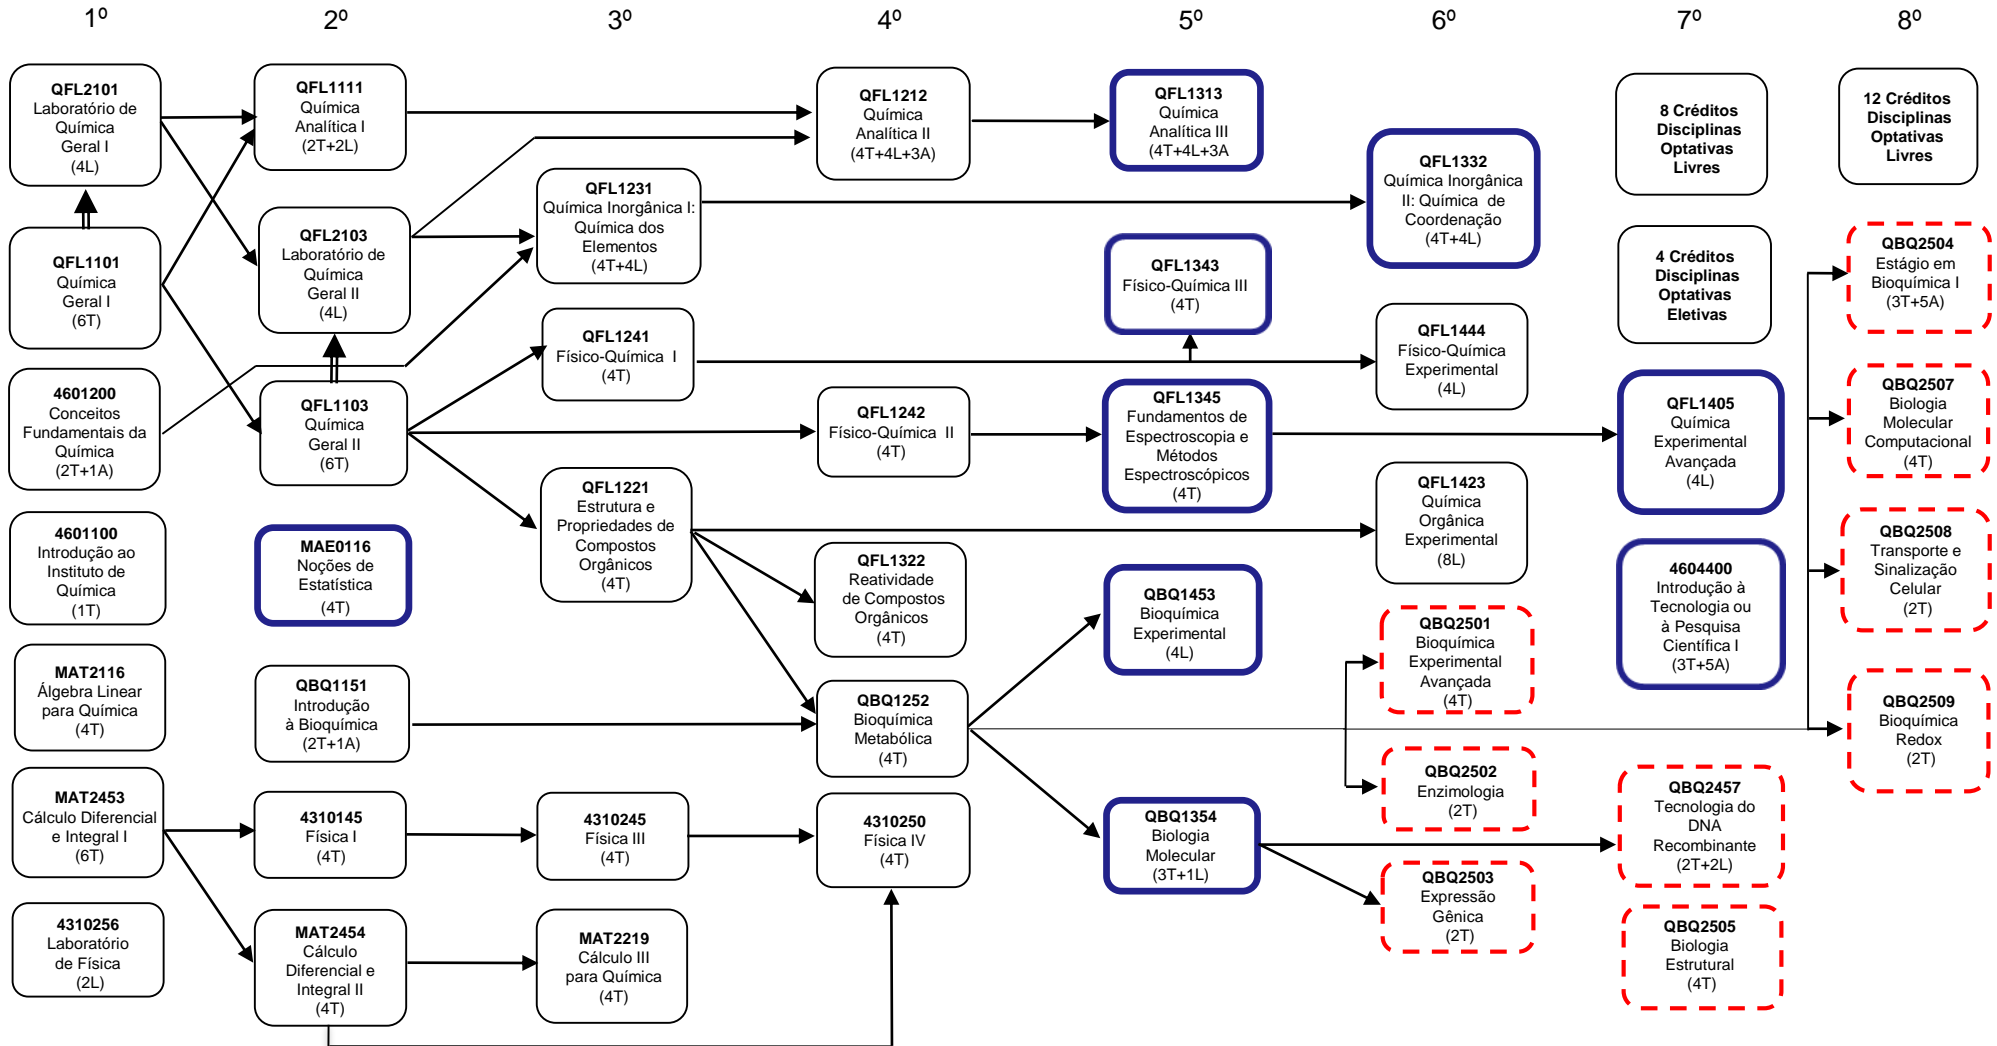 1º
2º
3º
4º
5º
6º
7º
8º
QFL2101
Laboratório de
Química
Geral I
(4L)
QFL1101
Química
Geral I
(6T)
4601200
Conceitos
Fundamentais da
Química
(2T+1A)
4601100
Introdução ao
Instituto de
Química
(1T)
MAT2116
Álgebra Linear
para Química
(4T)
MAT2453
Cálculo Diferencial
e Integral I
(6T)
4310256
Laboratório
de Física
(2L)
QFL1111
Química
Analítica I
(2T+2L)
QFL2103
Laboratório de
Química
Geral II
(4L)
QFL1103
Química
Geral II
(6T)
MAE0116
Noções de
Estatística
(4T)
QBQ1151
Introdução
à Bioquímica
(2T+1A)
4310145
Física I
(4T)
MAT2454
Cálculo
Diferencial e
Integral II
(4T)
QFL1231
Química Inorgânica I:
Química dos
Elementos
(4T+4L)
QFL1241
Físico-Química I
(4T)
QFL1221
Estrutura e
Propriedades de
Compostos
Orgânicos
(4T)
4310245
Física III
(4T)
MAT2219
Cálculo III
para Química
(4T)
QFL1212
Química
Analítica II
(4T+4L+3A)
QFL1242
Físico-Química II
(4T)
QFL1322
Reatividade
de Compostos
Orgânicos
(4T)
QBQ1252
Bioquímica
Metabólica
(4T)
4310250
Física IV
(4T)
QFL1313
Química
Analítica III
(4T+4L+3A
QFL1343
Físico-Química III
(4T)
QFL1345
Fundamentos de
Espectroscopia e
Métodos
Espectroscópicos
(4T)
QBQ1453
Bioquímica
Experimental
(4L)
QBQ1354
Biologia
Molecular
(3T+1L)
QFL1332
Química Inorgânica
II: Química de
Coordenação
(4T+4L)
QFL1444
Físico-Química
Experimental
(4L)
QFL1423
Química
Orgânica
Experimental
(8L)
QBQ2501
Bioquímica
Experimental
Avançada
(4T)
QBQ2502
Enzimologia
(2T)
QBQ2503
Expressão
Gênica
(2T)
8 Créditos
Disciplinas
Optativas
Livres
4 Créditos
Disciplinas
Optativas
Eletivas
QFL1405
Química
Experimental
Avançada
(4L)
4604400
Introdução à
Tecnologia ou
à Pesquisa
Científica I
(3T+5A)
QBQ2457
Tecnologia do
DNA
Recombinante
(2T+2L)
QBQ2505
Biologia
Estrutural
(4T)
12 Créditos
Disciplinas
Optativas
Livres
QBQ2504
Estágio em
Bioquímica I
(3T+5A)
QBQ2507
Biologia
Molecular
Computacional
(4T)
QBQ2508
Transporte e
Sinalização
Celular
(2T)
QBQ2509
Bioquímica
Redox
(2T)